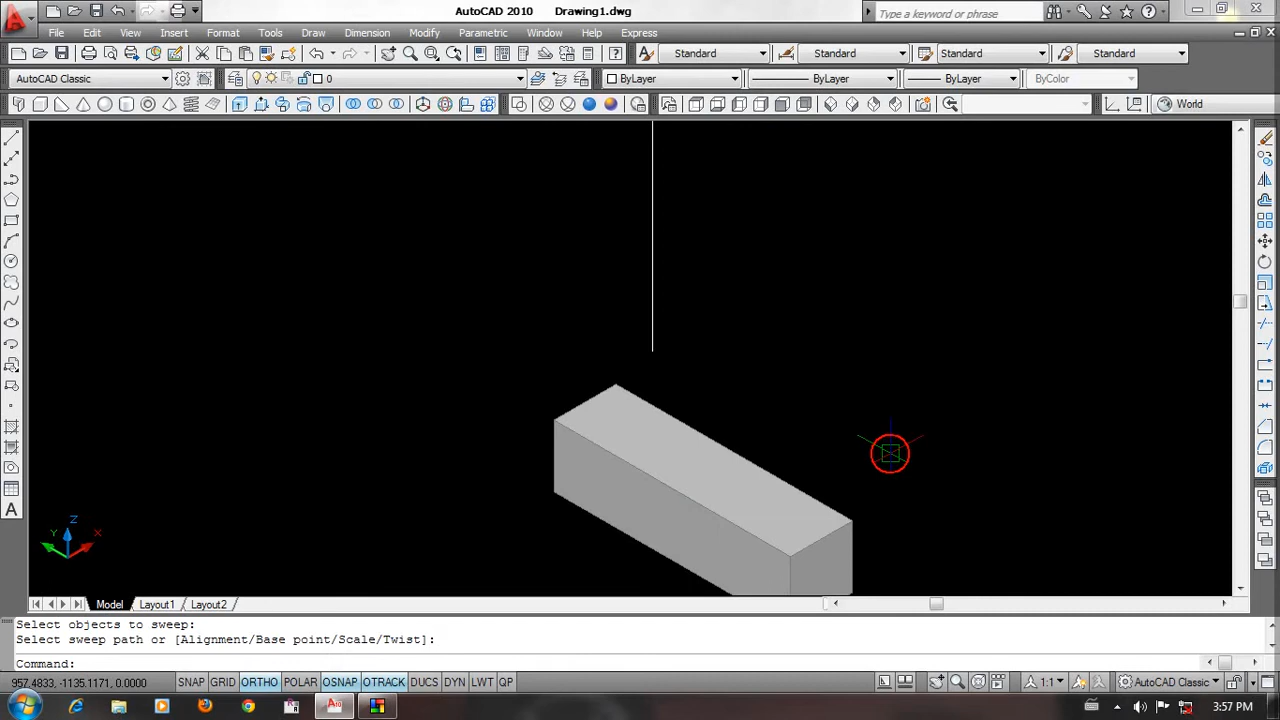 AutoCAD 2010 Drawing1.dwg
Type a keyword or phrase
File Edit View Insert Format Tools Draw Dimension Modify Parametric Window Help Express
Standard Standard Standard Standard
AutoCAD Classic 0 ByLayer ByLayer ByLayer ByColor
World
Z
Y X
Model Layout1 Layout2
Select objects to sweep:
Select sweep path or [Alignment/Base point/Scale/Twist]:
Command:
957.4833, -1135.1171, 0.0000 SNAP GRID ORTHO POLAR OSNAP OTRACK DUCS DYN LWT QP 1:1 AutoCAD Classic
3:57 PM